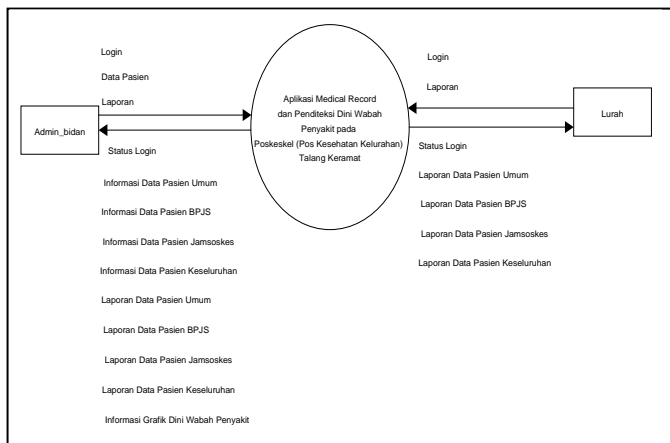 Login
Data Pasien
Laporan
Admin_bidan
Status Login
Informasi Data Pasien Umum
Informasi Data Pasien BPJS
Informasi Data Pasien Jamsoskes
Informasi Data Pasien Keseluruhan
Laporan Data Pasien Umum
Laporan Data Pasien BPJS
Laporan Data Pasien Jamsoskes
Laporan Data Pasien Keseluruhan
Informasi Grafik Dini Wabah Penyakit
Aplikasi Medical Record
dan Penditeksi Dini Wabah
Penyakit pada
Poskeskel (Pos Kesehatan Kelurahan)
Talang Keramat
Login
Laporan
Lurah
Status Login
Laporan Data Pasien Umum
Laporan Data Pasien BPJS
Laporan Data Pasien Jamsoskes
Laporan Data Pasien Keseluruhan